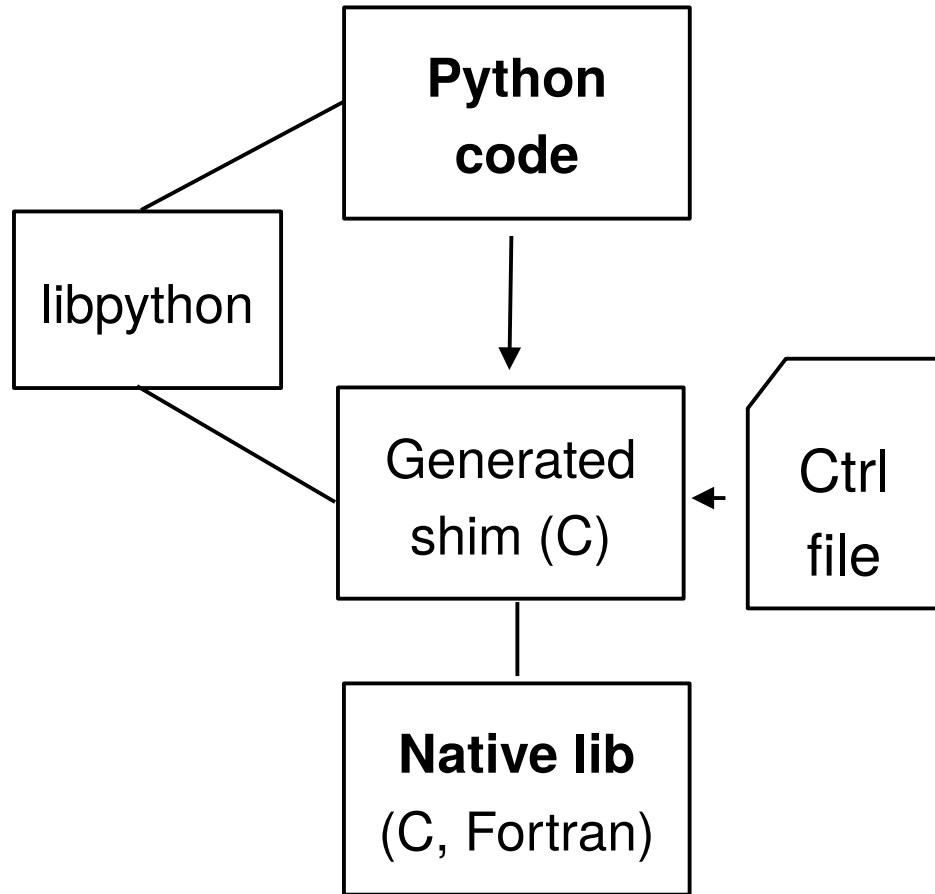 Python
code
libpython
Generated
shim (C)
Ctrl
file
Native lib
(C, Fortran)